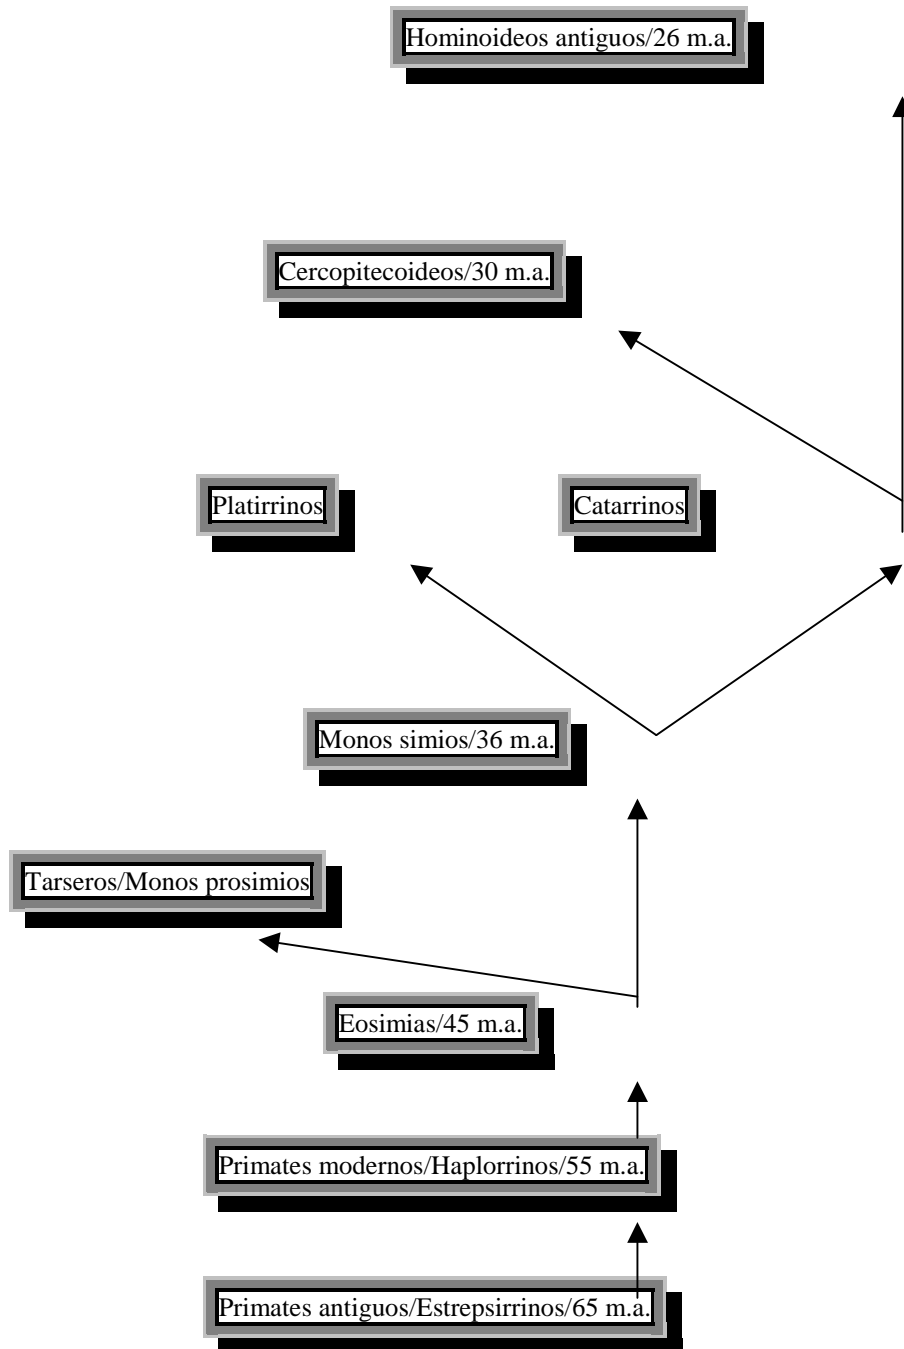 Hominoideos antiguos/26 m.a.
Cercopitecoideos/30 m.a.
Platirrinos
Catarrinos
Monos simios/36 m.a.
Tarseros/Monos prosimios
Eosimias/45 m.a.
Primates modernos/Haplorrinos/55 m.a.
Primates antiguos/Estrepsirrinos/65 m.a.